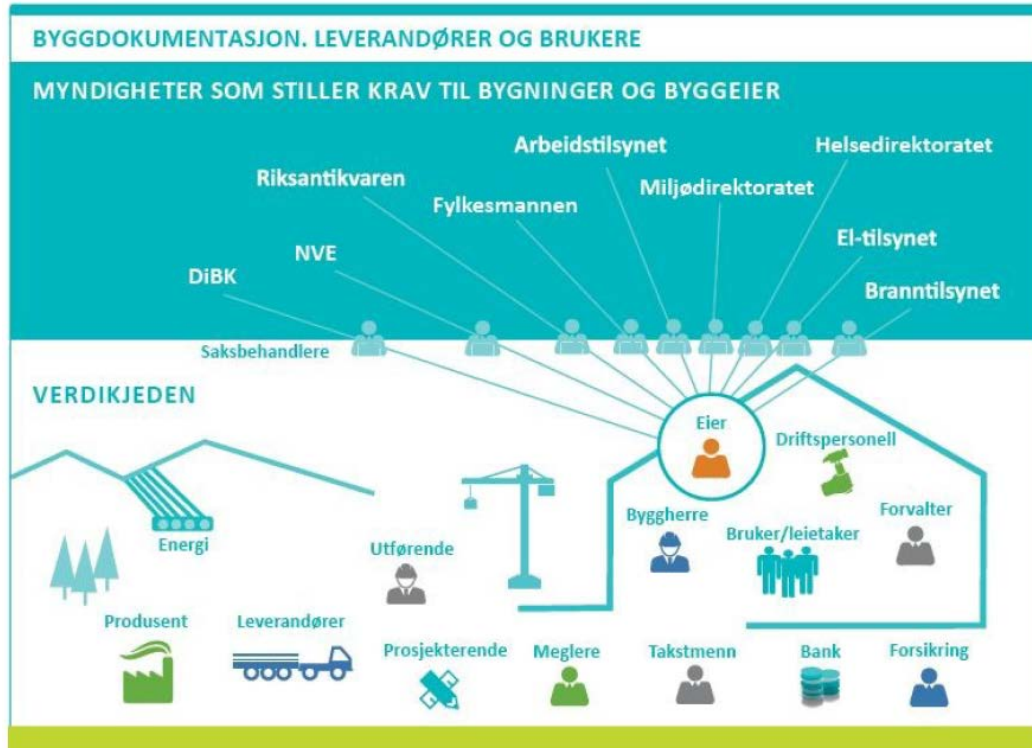 BYGGDOKUMENTASJON. LEVERANDØRER OG BRUKERE
MYNDIGHETER SOM STILLER KRAV TIL BYGNINGER OG BYGGEIER
Arbeidstilsynet
Helsedirektoratet
Riksantikvaren
Miljødirektoratet
Fylkesmannen
NVE
El-tilsynet
DiBK
Branntilsynet
Saksbehandlere
VERDIKJEDEN
Eier
Driftspersonell
Byggherre
Forvalter
Bruker/leietaker
Energi
Utførende
Produsent
Leverandører
Prosjekterende
Meglere
Takstmenn
Bank
Forsikring